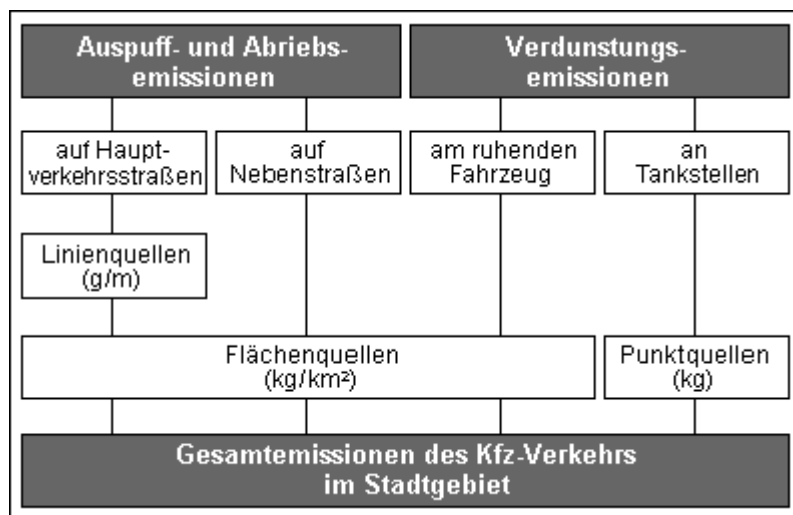 Auspuff- und Abriebs-
emissionen
Verdunstungs-
emissionen
auf Haupt-
verkehrsstraßen
auf
Nebenstraßen
am ruhenden
Fahrzeug
an
Tankstellen
Linienquellen
(g/m)
Flächenquellen
(kg/km²)
Punktquellen
(kg)
Gesamtemissionen des Kfz-Verkehrs
im Stadtgebiet